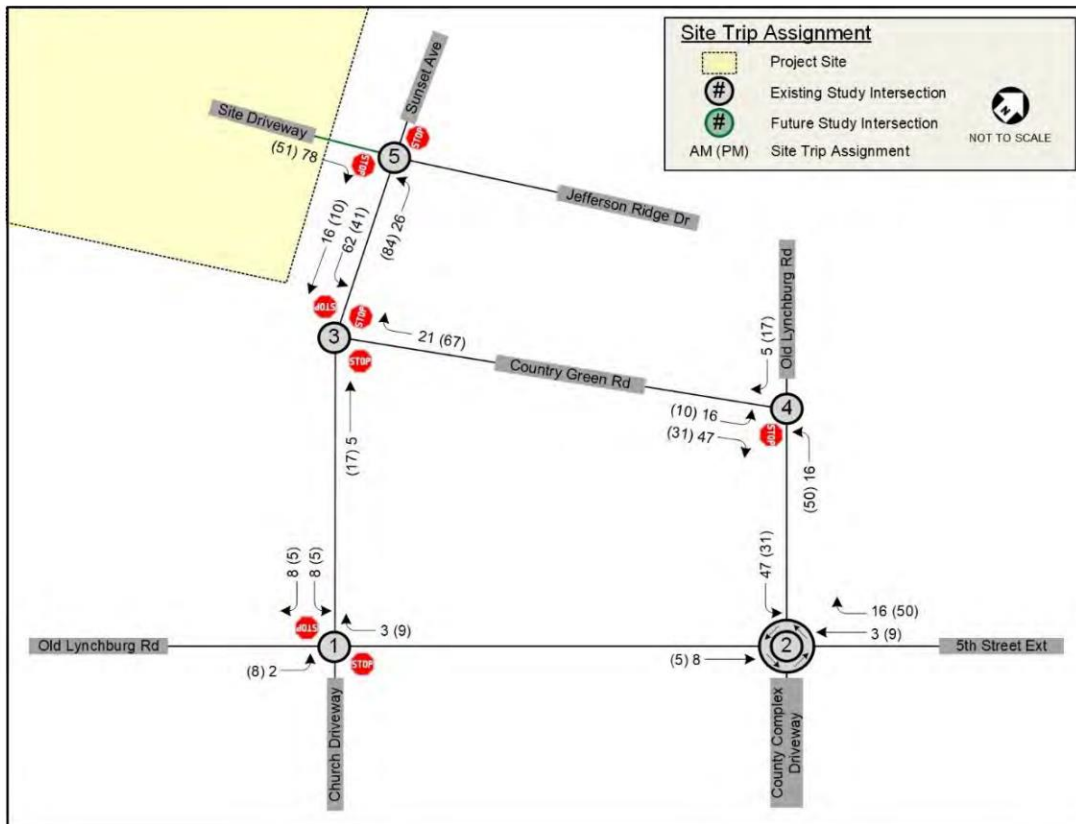 Site Trip Assignment
Project Site
# Existing Study Intersection
# Future Study Intersection
AM (PM) Site Trip Assignment
N
NOT TO SCALE
Sunset Ave
Site Driveway
(51) 78
STOP
STOP
5
Jefferson Ridge Dr
16 (10)
62 (41)
(84) 26
STOP
STOP
3
STOP
21 (67)
Country Green Rd
Old Lynchburg Rd
5 (17)
4
(10) 16
(31) 47
STOP
(17) 5
(50) 16
8 (5)
8 (5)
47 (31)
STOP
3 (9)
16 (50)
3 (9)
Old Lynchburg Rd
1
2
5th Street Ext
(8) 2
STOP
(5) 8
Church Driveway
County Complex
Driveway